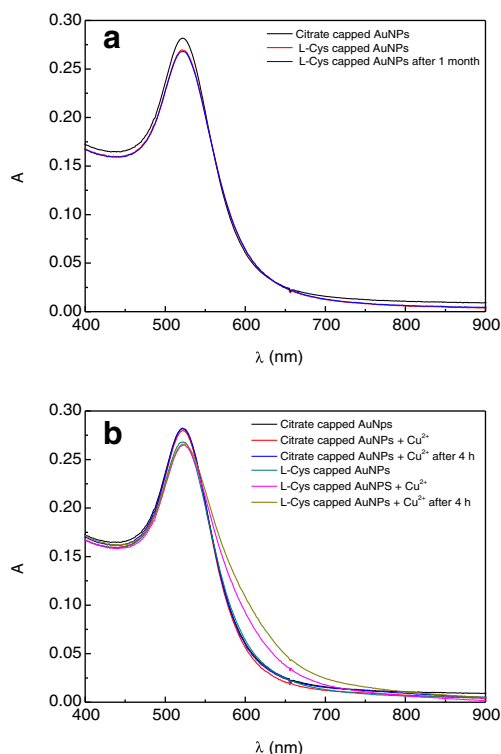 a
Citrate capped AuNPs
L-Cys capped AuNPs
L-Cys capped AuNPs after 1 month
0.30
0.25
0.20
0.15
0.10
0.05
0.00
A
400 500 600 700 800 900
λ (nm)
b
Citrate capped AuNPs
Citrate capped AuNPs + Cu²⁺
Citrate capped AuNPs + Cu²⁺ after 4 h
L-Cys capped AuNPs
L-Cys capped AuNPS + Cu²⁺
L-Cys capped AuNPs + Cu²⁺ after 4 h
0.30
0.25
0.20
0.15
0.10
0.05
0.00
A
400 500 600 700 800 900
λ (nm)